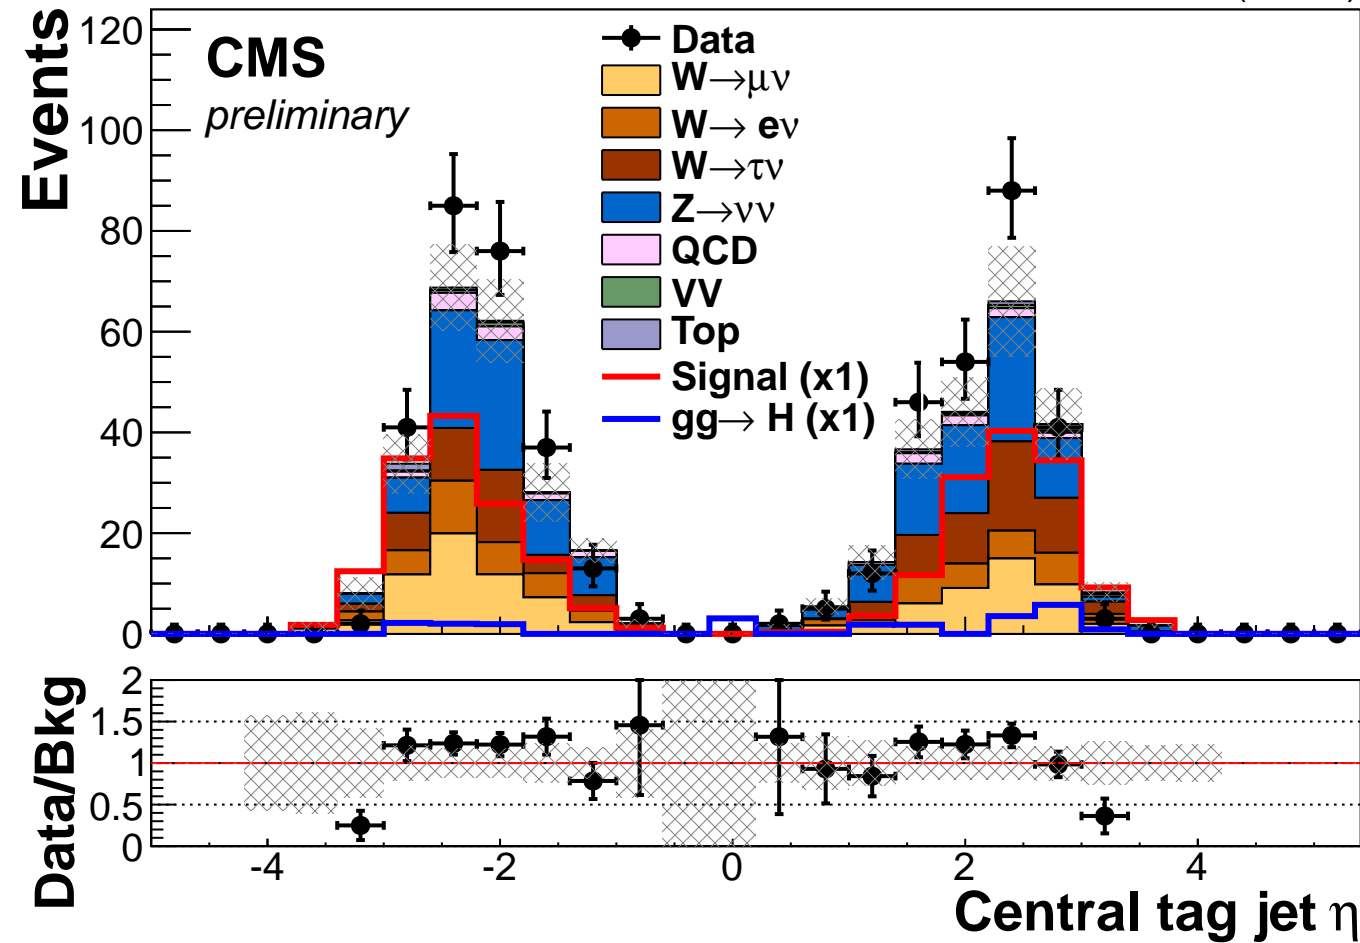 CMS
preliminary
Events
120
100
80
60
40
20
0
Data
W→μν
W→ eν
W→τν
Z→νν
QCD
VV
Top
Signal (x1)
gg→ H (x1)
Data/Bkg
2
1.5
1
0.5
0
-4 -2 0 2 4
Central tag jet η